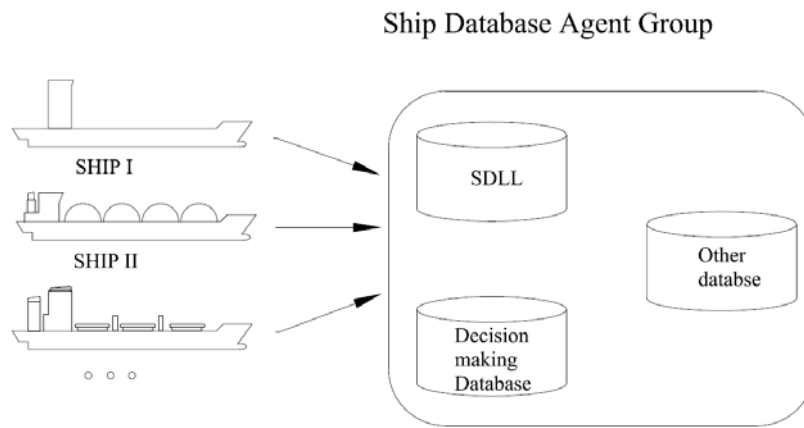 Ship Database Agent Group
SHIP I
SHIP II
SDLL
Other
databse
Decision
making
Database